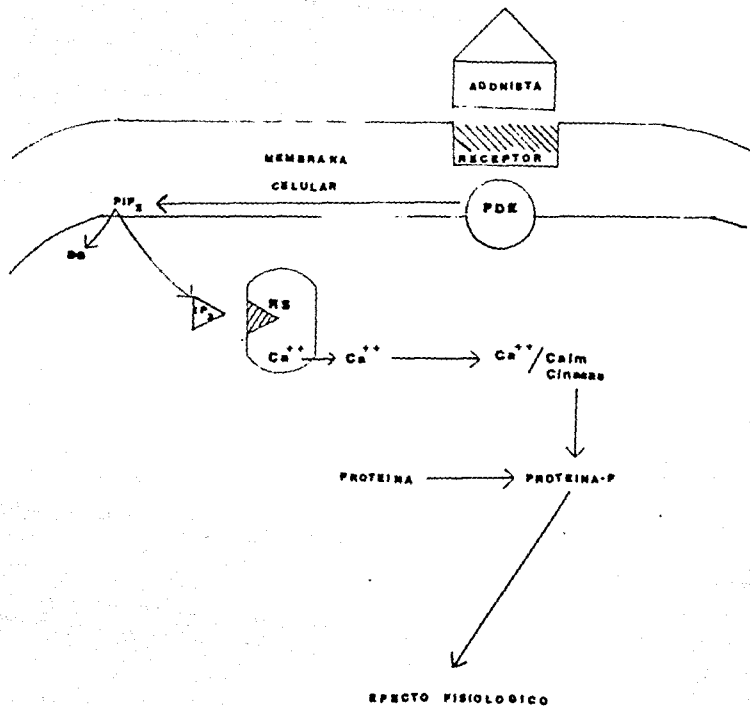 AGONISTA
RECEPTOR
MEMBRANA
CELULAR
PIP2
PDE
DG
IP3
RS
Ca++
Ca++
Ca++/Calm
Cinasas
PROTEINA
PROTEINA-P
EFECTO FISIOLOGICO